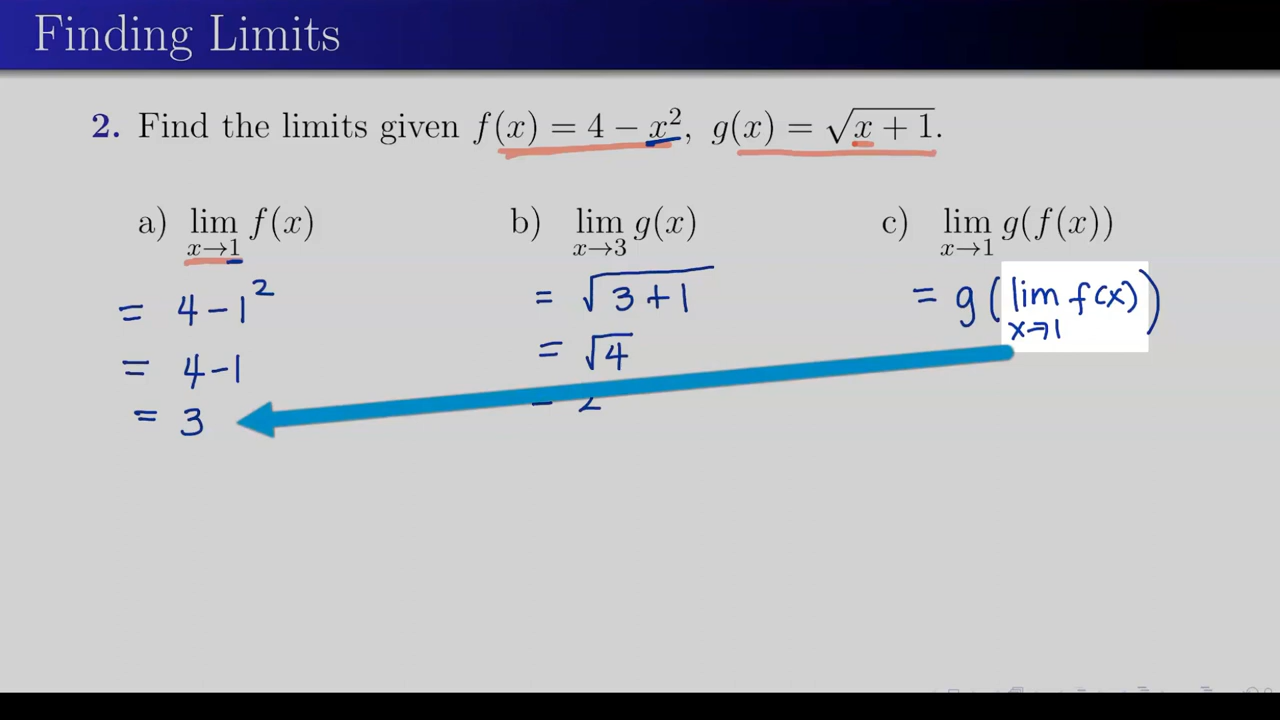 Finding Limits
2. Find the limits given f(x) = 4 − x², g(x) = √(x + 1).
a) lim x→1 f(x)
= 4 − 1²
= 4 − 1
= 3
b) lim x→3 g(x)
= √(3 + 1)
= √4
= 2
c) lim x→1 g(f(x))
= g(lim x→1 f(x))